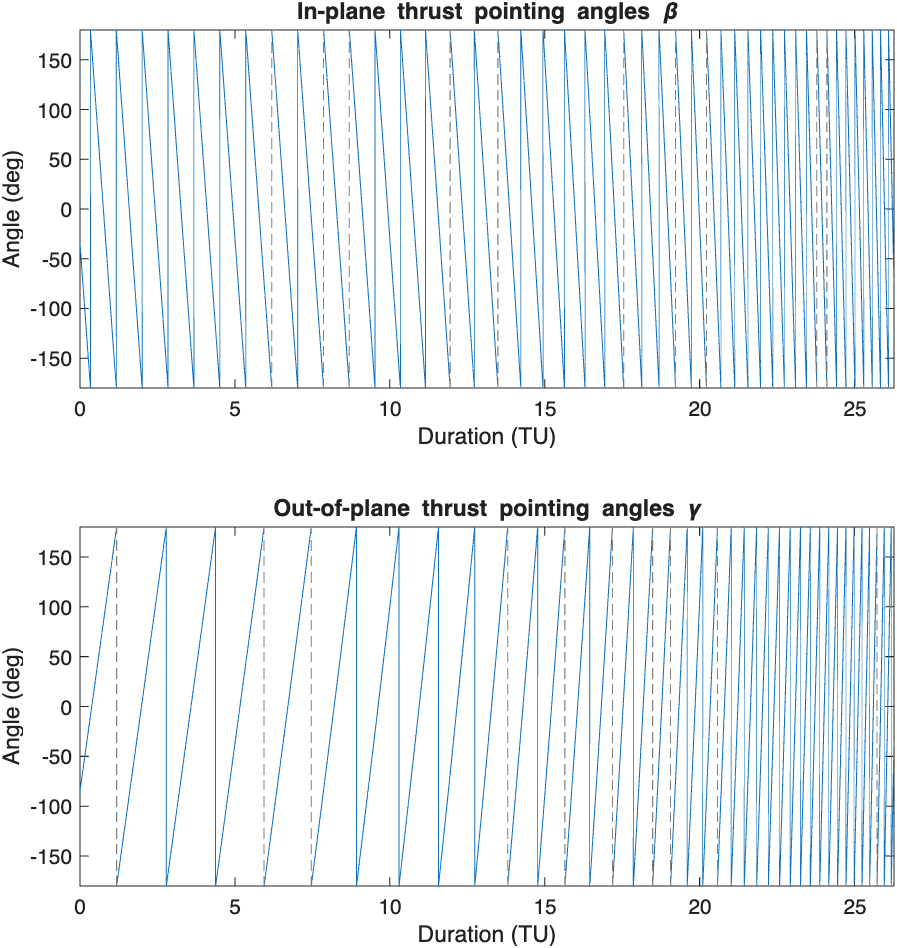 In-plane thrust pointing angles β
150
100
50
0
-50
-100
-150
Angle (deg)
0 5 10 15 20 25
Duration (TU)
Out-of-plane thrust pointing angles γ
150
100
50
0
-50
-100
-150
Angle (deg)
0 5 10 15 20 25
Duration (TU)